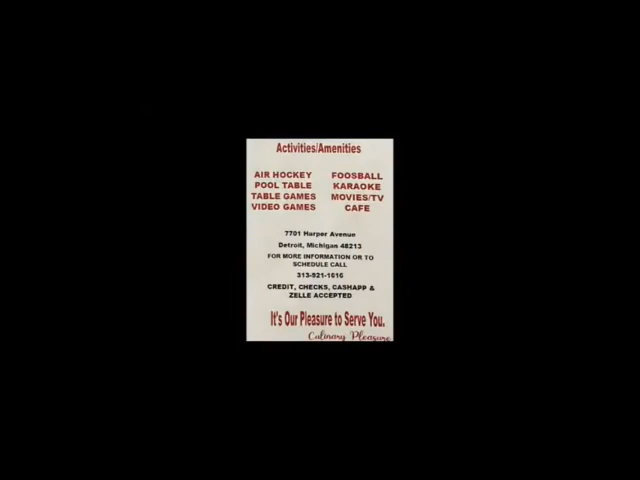 Activities/Amenities
AIR HOCKEY FOOSBALL
POOL TABLE KARAOKE
TABLE GAMES MOVIES/TV
VIDEO GAMES CAFE
7701 Harper Avenue
Detroit, Michigan 48213
FOR MORE INFORMATION OR TO
SCHEDULE CALL
313-921-1616
CREDIT, CHECKS, CASHAPP &
ZELLE ACCEPTED
It's Our Pleasure to Serve You.
Culinary Pleasure